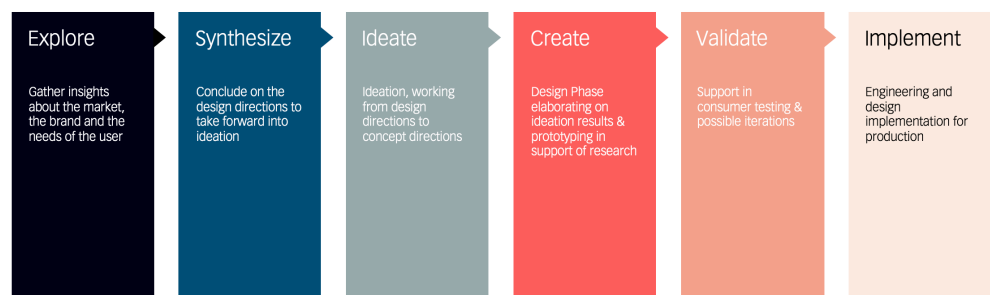 Explore
Gather insights
about the market,
the brand and the
needs of the user
Synthesize
Conclude on the
design directions to
take forward into
ideation
Ideate
Ideation, working
from design
directions to
concept directions
Create
Design Phase
elaborating on
ideation results &
prototyping in
support of research
Validate
Support in
consumer testing &
possible iterations
Implement
Engineering and
design
implementation for
production